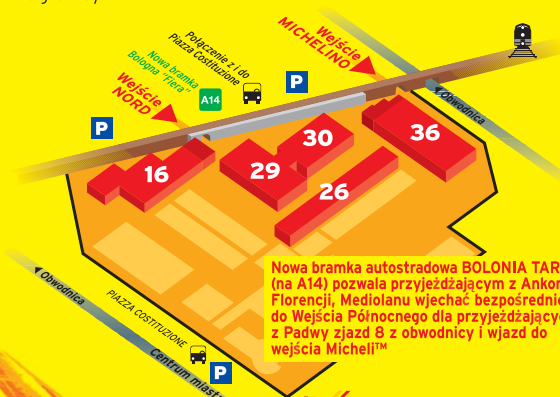 Połączenie z i do
Piazza Costituzione
Nowa bramka
Bologna "Fiera"
A14
Wejście
NORD
Wejście
MICHELINO
P
P
Obwodnica
16
29
30
26
36
Nowa bramka autostradowa BOLONIA TAR
(na A14) pozwala przyjeżdżającym z Ankon
Florencji, Mediolanu wjechać bezpośrednio
do Wejścia Północnego dla przyjeżdżającyc
z Padwy zjazd 8 z obwodnicy i wjazd do
wejścia Micheli™
Obwodnica
PIAZZA COSTITUZIONE
P
Centrum miast